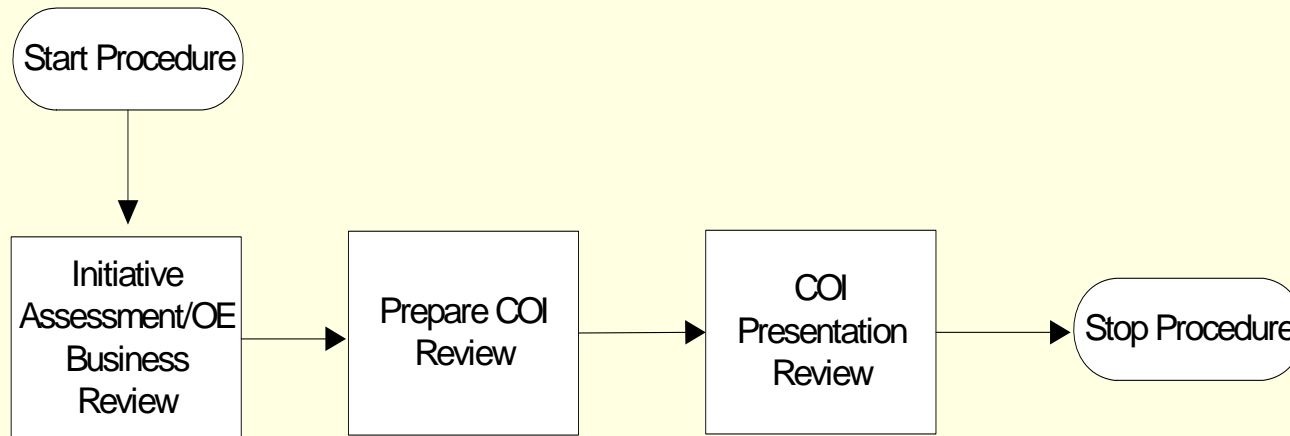 Start Procedure
Initiative
Assessment/OE
Business
Review
Prepare COI
Review
COI
Presentation
Review
Stop Procedure